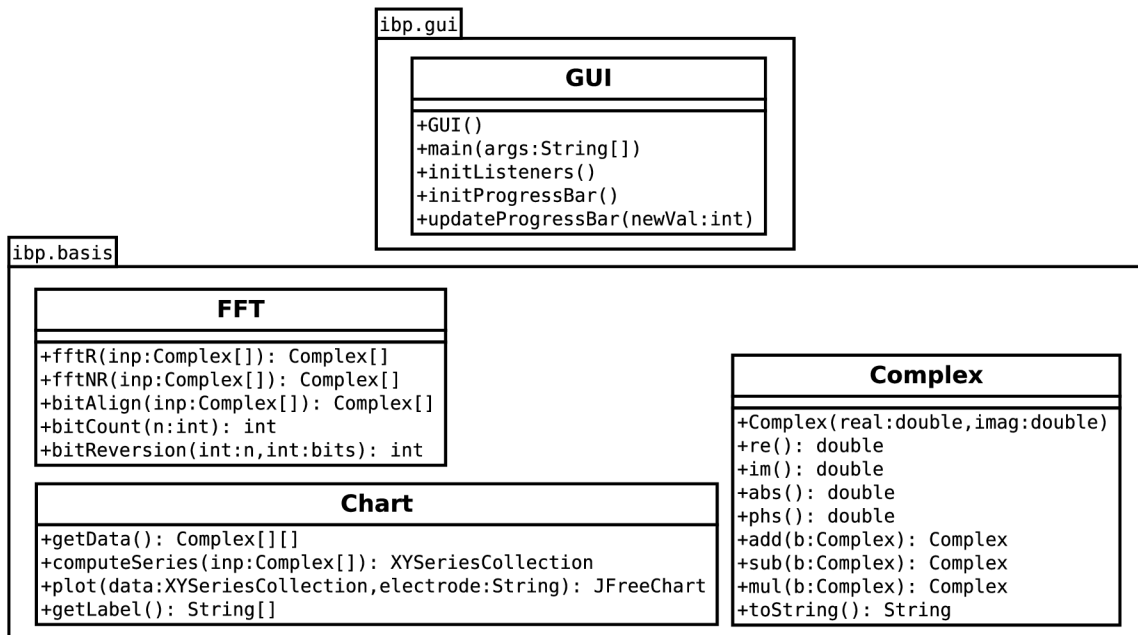 ibp.gui
GUI
+GUI()
+main(args:String[])
+initListeners()
+initProgressBar()
+updateProgressBar(newVal:int)
ibp.basis
FFT
+fftR(inp:Complex[]): Complex[]
+fftNR(inp:Complex[]): Complex[]
+bitAlign(inp:Complex[]): Complex[]
+bitCount(n:int): int
+bitReversion(int:n,int:bits): int
Chart
+getData(): Complex[][]
+computeSeries(inp:Complex[]): XYSeriesCollection
+plot(data:XYSeriesCollection,electrode:String): JFreeChart
+getLabel(): String[]
Complex
+Complex(real:double,imag:double)
+re(): double
+im(): double
+abs(): double
+phs(): double
+add(b:Complex): Complex
+sub(b:Complex): Complex
+mul(b:Complex): Complex
+toString(): String